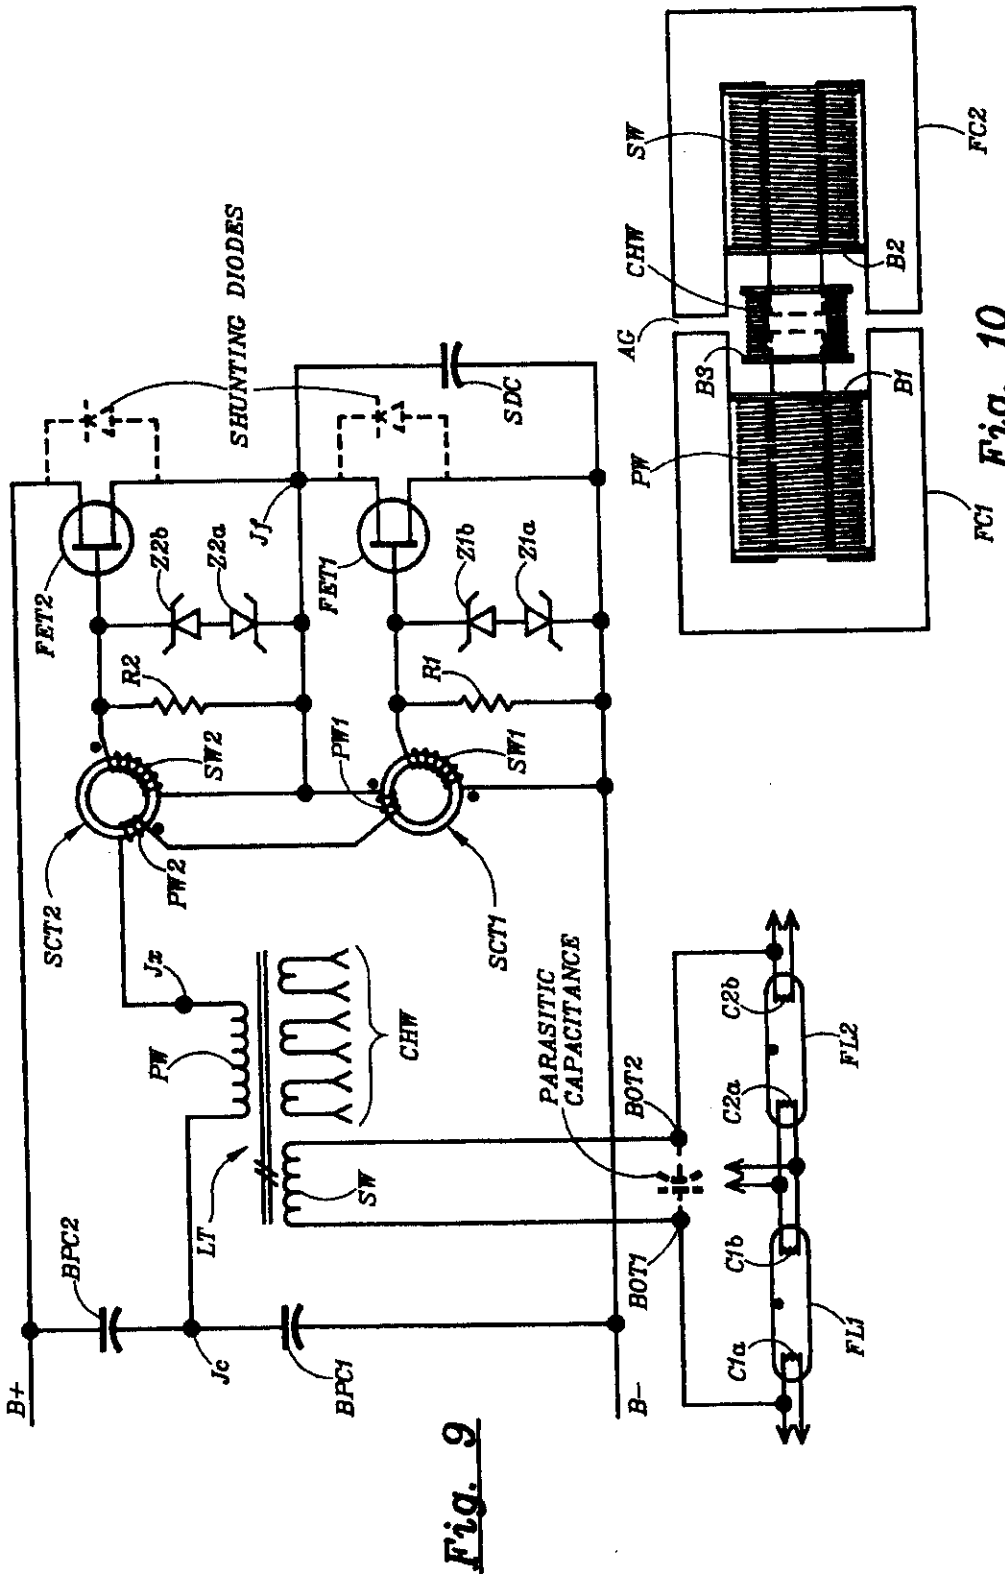 B+
BPC2
Jc
BPC1
B-
LT
PW
Jx
SW
CHW
SCT2
PW2
SW2
R2
FET2
Z2b
Z2a
Jf
SHUNTING DIODES
SCT1
PW1
SW1
R1
FET1
Z1b
Z1a
SDC
PARASITIC
CAPACITANCE
BOT1
BOT2
C1a
C1b
FL1
C2a
C2b
FL2
Fig. 9
FC1
PW
B1
B3
AG
CHW
B2
SW
FC2
Fig. 10